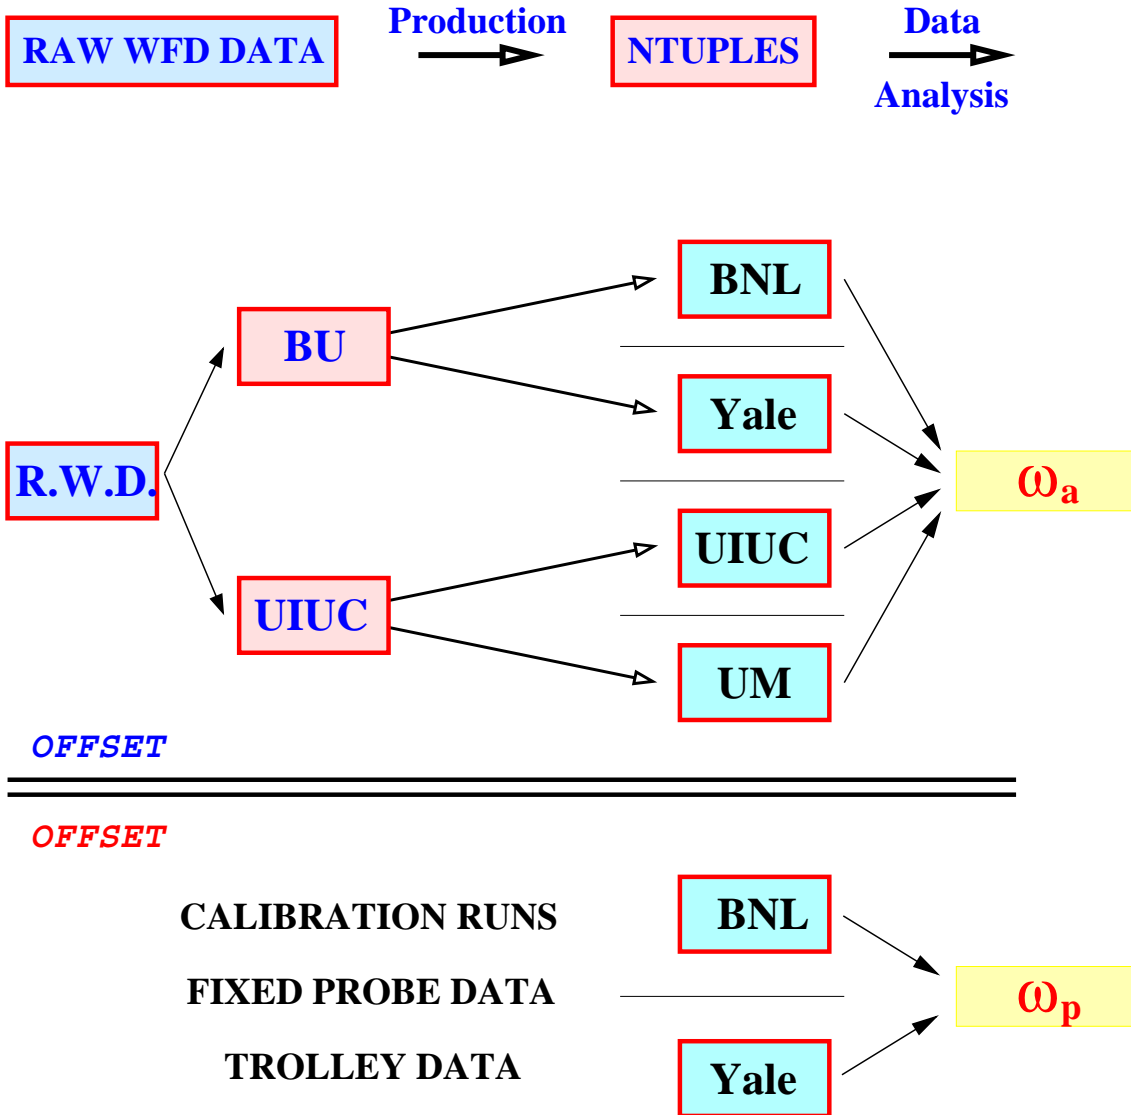 Production
Data
RAW WFD DATA
NTUPLES
Analysis
BNL
BU
Yale
R.W.D.
ωa
UIUC
UIUC
UM
OFFSET
OFFSET
CALIBRATION RUNS
BNL
FIXED PROBE DATA
ωp
TROLLEY DATA
Yale